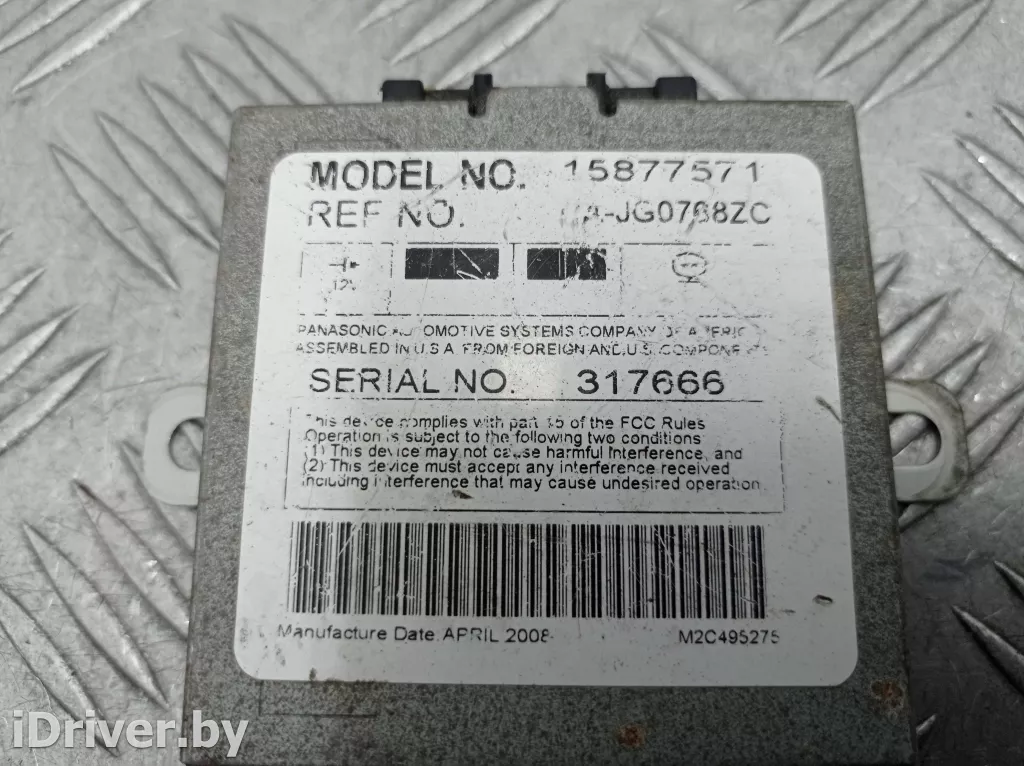 MODEL NO. 15877571
REF NO. A-JG0768ZC
12V
PANASONIC AUTOMOTIVE SYSTEMS COMPANY OF AMERIC
ASSEMBLED IN U.S.A. FROM FOREIGN AND U.S. COMPONE
SERIAL NO. 317666
This device complies with part 15 of the FCC Rules
Operation is subject to the following two conditions
(1) This device may not cause harmful Interference, and
(2) This device must accept any interference received
including interference that may cause undesired operation.
Manufacture Date: APRIL 2008 M2C495275
iDriver.by